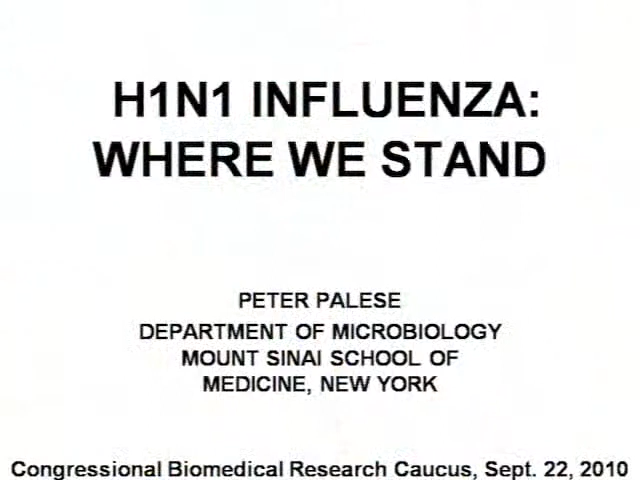 H1N1 INFLUENZA:
WHERE WE STAND
PETER PALESE
DEPARTMENT OF MICROBIOLOGY
MOUNT SINAI SCHOOL OF
MEDICINE, NEW YORK
Congressional Biomedical Research Caucus, Sept. 22, 2010